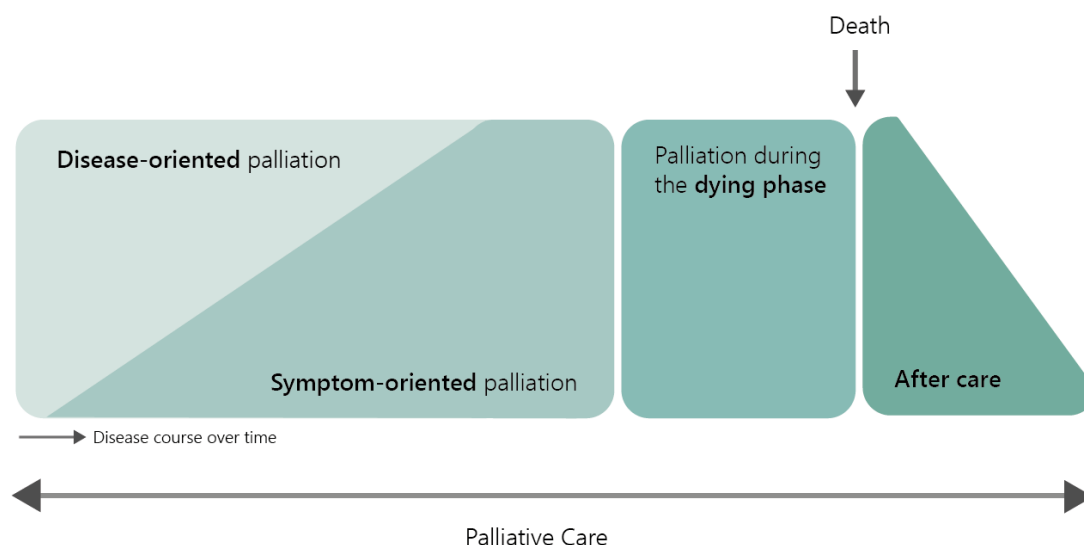 Death
Disease-oriented palliation
Palliation during
the dying phase
Symptom-oriented palliation
After care
Disease course over time
Palliative Care